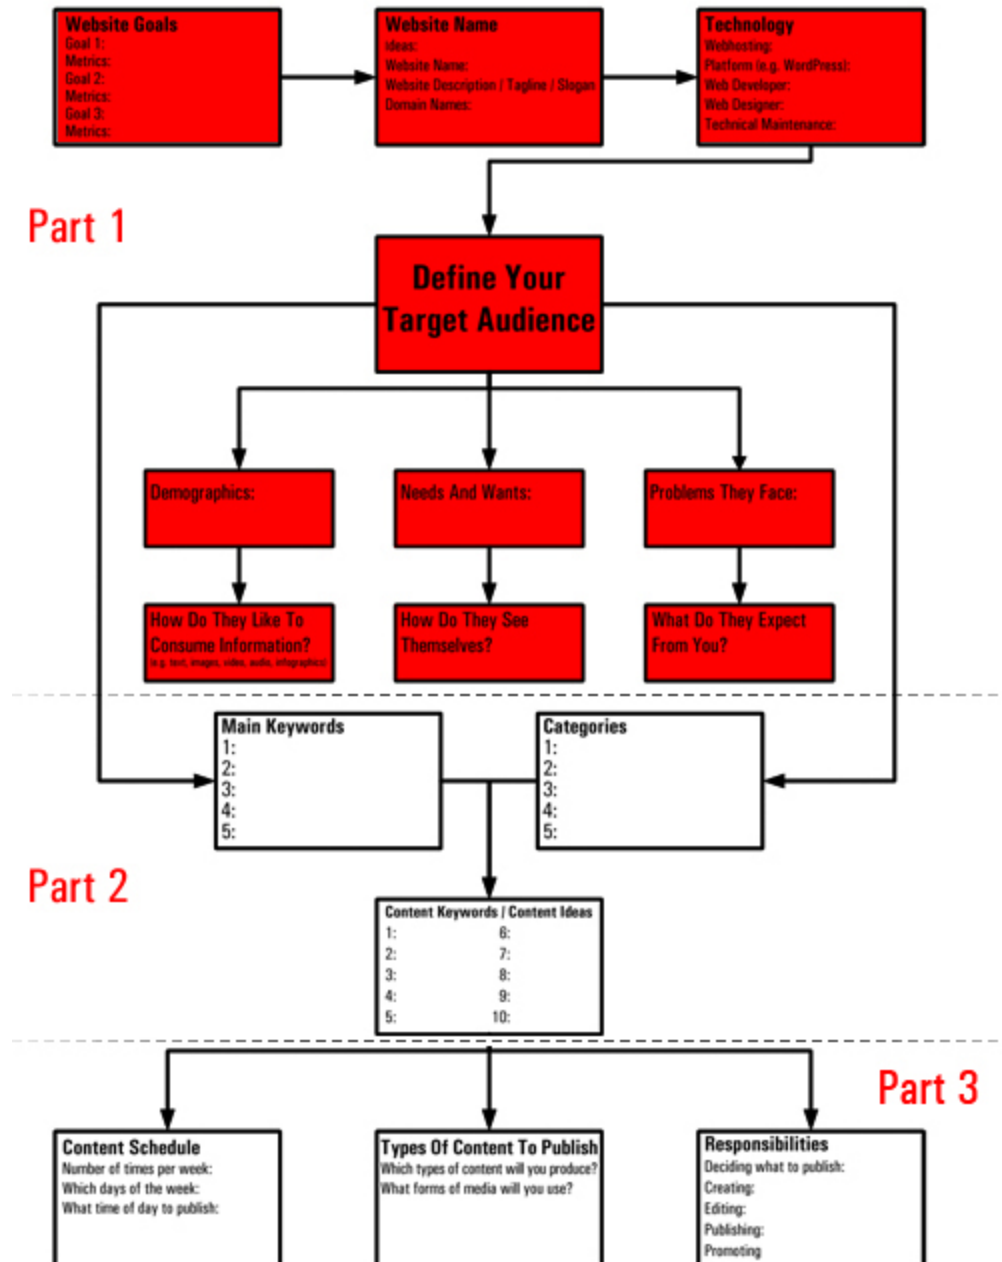 Website Goals
Goal 1:
Metrics:
Goal 2:
Metrics:
Goal 3:
Metrics:
Website Name
Ideas:
Website Name:
Website Description / Tagline / Slogan
Domain Names:
Technology
Webhosting:
Platform (e.g. WordPress):
Web Developer:
Web Designer:
Technical Maintenance:
Part 1
Define Your
Target Audience
Demographics:
Needs And Wants:
Problems They Face:
How Do They Like To
Consume Information?
(e.g. text, images, video, audio, infographics)
How Do They See
Themselves?
What Do They Expect
From You?
Main Keywords
1:
2:
3:
4:
5:
Categories
1:
2:
3:
4:
5:
Part 2
Content Keywords / Content Ideas
1: 6:
2: 7:
3: 8:
4: 9:
5: 10:
Part 3
Content Schedule
Number of times per week:
Which days of the week:
What time of day to publish:
Types Of Content To Publish
Which types of content will you produce?
What forms of media will you use?
Responsibilities
Deciding what to publish:
Creating:
Editing:
Publishing:
Promoting